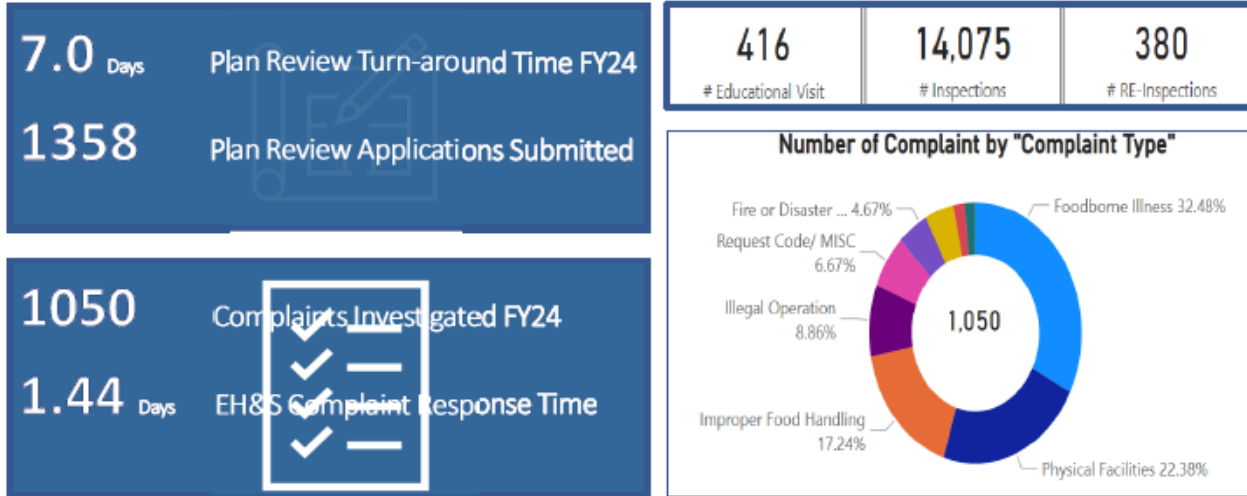 7.0 Days Plan Review Turn-around Time FY24
1358 Plan Review Applications Submitted
1050 Complaints Investigated FY24
1.44 Days EH&S Complaint Response Time
416
# Educational Visit
14,075
# Inspections
380
# RE-Inspections
Number of Complaint by "Complaint Type"
Fire or Disaster ... 4.67%
Foodborne Illness 32.48%
Request Code/ MISC
6.67%
Illegal Operation
8.86%
1,050
Improper Food Handling
17.24%
Physical Facilities 22.38%